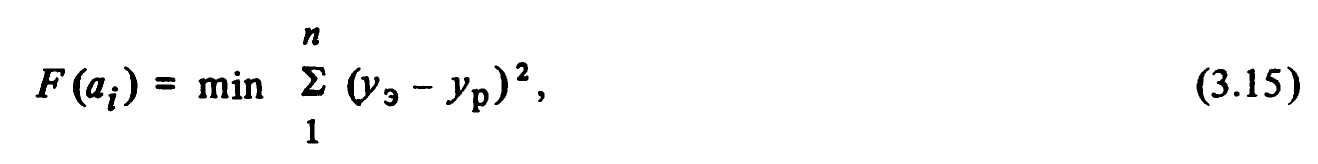 n
F(aᵢ) = min Σ (yэ – yр)², (3.15)
1